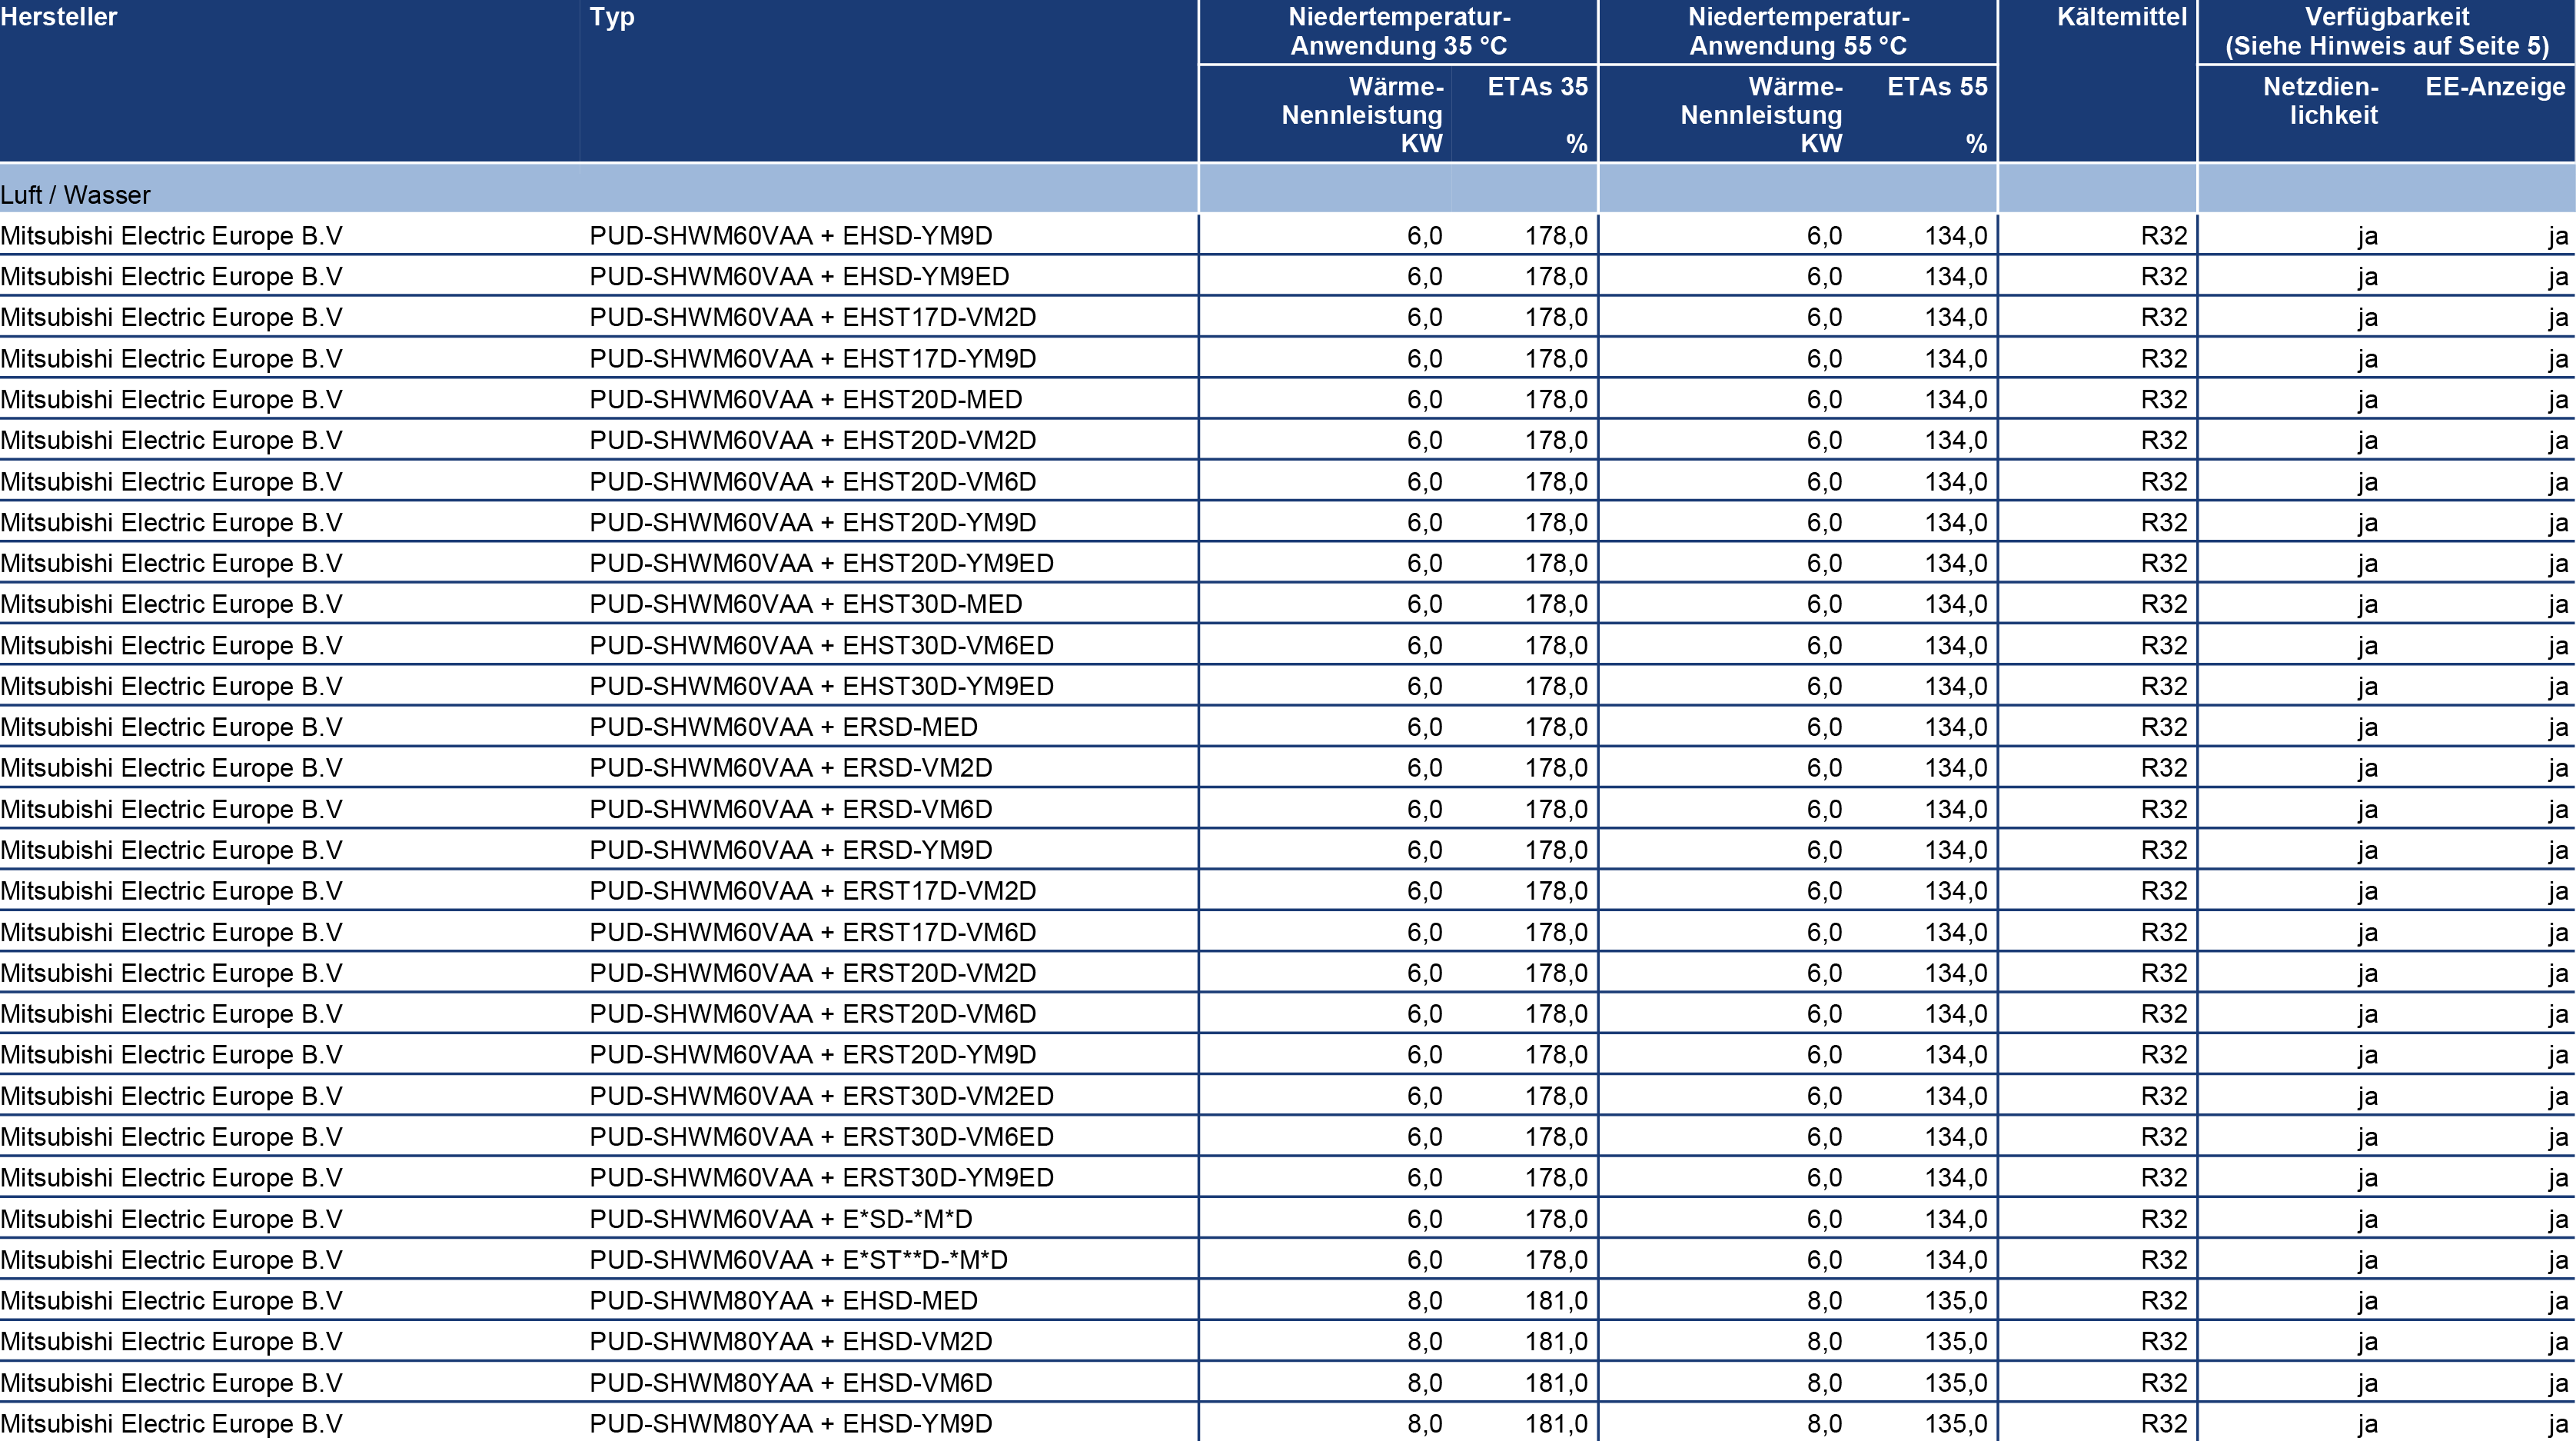 Hersteller Typ Niedertemperatur- Niedertemperatur- Kältemittel Verfügbarkeit
Anwendung 35 °C Anwendung 55 °C (Siehe Hinweis auf Seite 5)
Wärme- ETAs 35 Wärme- ETAs 55 Netzdien- EE-Anzeige
Nennleistung Nennleistung lichkeit
KW % KW %
Luft / Wasser
Mitsubishi Electric Europe B.V PUD-SHWM60VAA + EHSD-YM9D 6,0 178,0 6,0 134,0 R32 ja ja
Mitsubishi Electric Europe B.V PUD-SHWM60VAA + EHSD-YM9ED 6,0 178,0 6,0 134,0 R32 ja ja
Mitsubishi Electric Europe B.V PUD-SHWM60VAA + EHST17D-VM2D 6,0 178,0 6,0 134,0 R32 ja ja
Mitsubishi Electric Europe B.V PUD-SHWM60VAA + EHST17D-YM9D 6,0 178,0 6,0 134,0 R32 ja ja
Mitsubishi Electric Europe B.V PUD-SHWM60VAA + EHST20D-MED 6,0 178,0 6,0 134,0 R32 ja ja
Mitsubishi Electric Europe B.V PUD-SHWM60VAA + EHST20D-VM2D 6,0 178,0 6,0 134,0 R32 ja ja
Mitsubishi Electric Europe B.V PUD-SHWM60VAA + EHST20D-VM6D 6,0 178,0 6,0 134,0 R32 ja ja
Mitsubishi Electric Europe B.V PUD-SHWM60VAA + EHST20D-YM9D 6,0 178,0 6,0 134,0 R32 ja ja
Mitsubishi Electric Europe B.V PUD-SHWM60VAA + EHST20D-YM9ED 6,0 178,0 6,0 134,0 R32 ja ja
Mitsubishi Electric Europe B.V PUD-SHWM60VAA + EHST30D-MED 6,0 178,0 6,0 134,0 R32 ja ja
Mitsubishi Electric Europe B.V PUD-SHWM60VAA + EHST30D-VM6ED 6,0 178,0 6,0 134,0 R32 ja ja
Mitsubishi Electric Europe B.V PUD-SHWM60VAA + EHST30D-YM9ED 6,0 178,0 6,0 134,0 R32 ja ja
Mitsubishi Electric Europe B.V PUD-SHWM60VAA + ERSD-MED 6,0 178,0 6,0 134,0 R32 ja ja
Mitsubishi Electric Europe B.V PUD-SHWM60VAA + ERSD-VM2D 6,0 178,0 6,0 134,0 R32 ja ja
Mitsubishi Electric Europe B.V PUD-SHWM60VAA + ERSD-VM6D 6,0 178,0 6,0 134,0 R32 ja ja
Mitsubishi Electric Europe B.V PUD-SHWM60VAA + ERSD-YM9D 6,0 178,0 6,0 134,0 R32 ja ja
Mitsubishi Electric Europe B.V PUD-SHWM60VAA + ERST17D-VM2D 6,0 178,0 6,0 134,0 R32 ja ja
Mitsubishi Electric Europe B.V PUD-SHWM60VAA + ERST17D-VM6D 6,0 178,0 6,0 134,0 R32 ja ja
Mitsubishi Electric Europe B.V PUD-SHWM60VAA + ERST20D-VM2D 6,0 178,0 6,0 134,0 R32 ja ja
Mitsubishi Electric Europe B.V PUD-SHWM60VAA + ERST20D-VM6D 6,0 178,0 6,0 134,0 R32 ja ja
Mitsubishi Electric Europe B.V PUD-SHWM60VAA + ERST20D-YM9D 6,0 178,0 6,0 134,0 R32 ja ja
Mitsubishi Electric Europe B.V PUD-SHWM60VAA + ERST30D-VM2ED 6,0 178,0 6,0 134,0 R32 ja ja
Mitsubishi Electric Europe B.V PUD-SHWM60VAA + ERST30D-VM6ED 6,0 178,0 6,0 134,0 R32 ja ja
Mitsubishi Electric Europe B.V PUD-SHWM60VAA + ERST30D-YM9ED 6,0 178,0 6,0 134,0 R32 ja ja
Mitsubishi Electric Europe B.V PUD-SHWM60VAA + E*SD-*M*D 6,0 178,0 6,0 134,0 R32 ja ja
Mitsubishi Electric Europe B.V PUD-SHWM60VAA + E*ST**D-*M*D 6,0 178,0 6,0 134,0 R32 ja ja
Mitsubishi Electric Europe B.V PUD-SHWM80YAA + EHSD-MED 8,0 181,0 8,0 135,0 R32 ja ja
Mitsubishi Electric Europe B.V PUD-SHWM80YAA + EHSD-VM2D 8,0 181,0 8,0 135,0 R32 ja ja
Mitsubishi Electric Europe B.V PUD-SHWM80YAA + EHSD-VM6D 8,0 181,0 8,0 135,0 R32 ja ja
Mitsubishi Electric Europe B.V PUD-SHWM80YAA + EHSD-YM9D 8,0 181,0 8,0 135,0 R32 ja ja